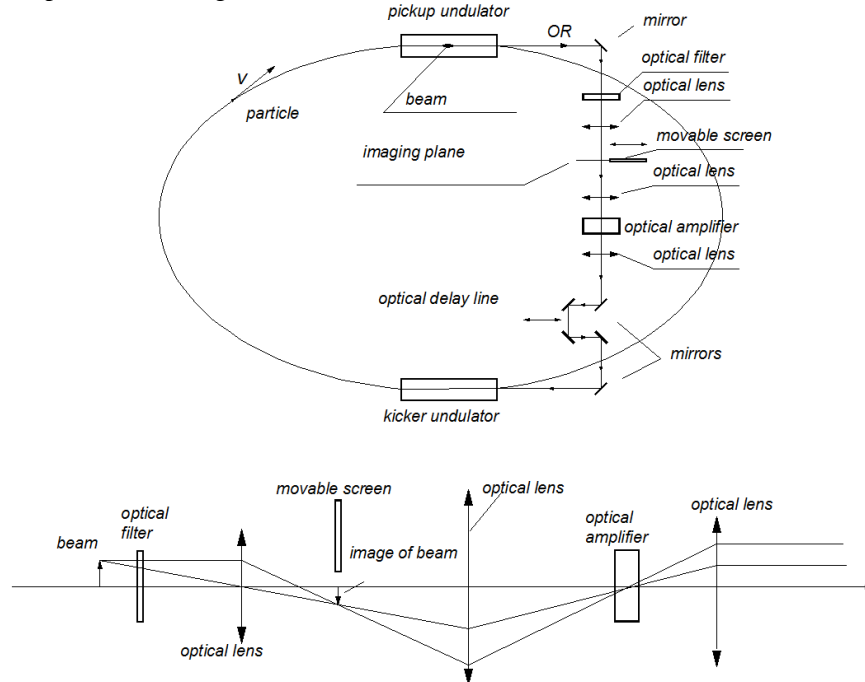 pickup undulator
OR
mirror
optical filter
V
optical lens
particle
beam
movable screen
imaging plane
optical lens
optical amplifier
optical lens
optical delay line
mirrors
kicker undulator
movable screen
optical lens
optical
filter
optical
amplifier
optical lens
beam
image of beam
optical lens